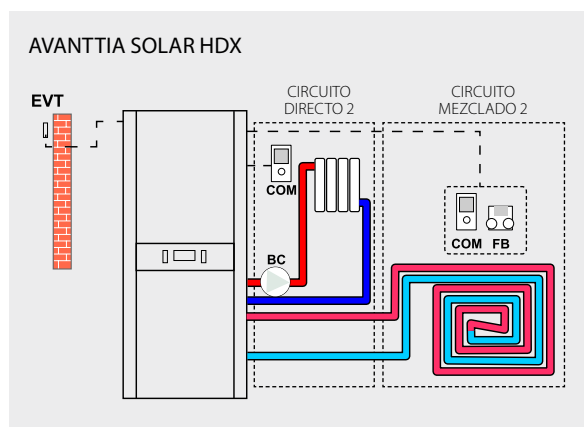 AVANTTIA SOLAR HDX
EVT
CIRCUITO
DIRECTO 2
CIRCUITO
MEZCLADO 2
COM
BC
COM FB